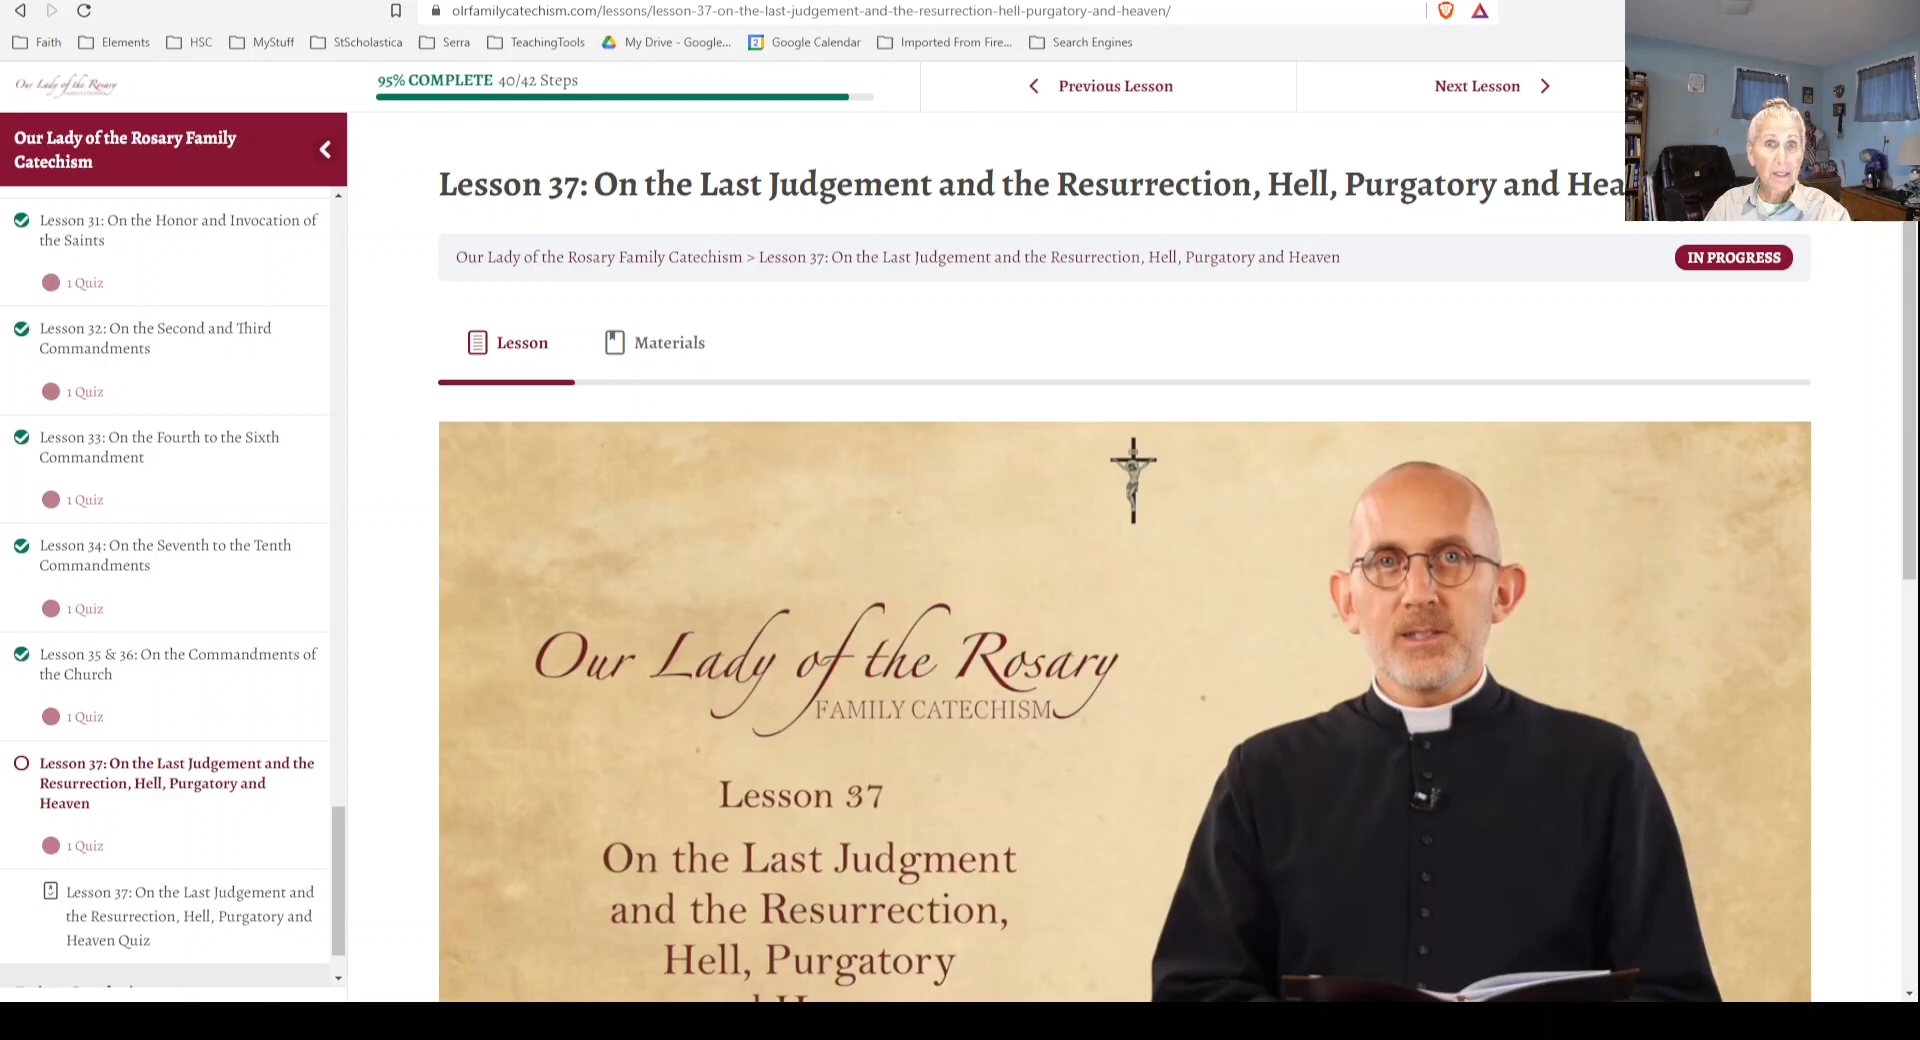 olrfamilycatechism.com/lessons/lesson-37-on-the-last-judgement-and-the-resurrection-hell-purgatory-and-heaven/
Faith Elements HSC MyStuff StScholastica Serra TeachingTools My Drive - Google... Google Calendar Imported From Fire... Search Engines
Our Lady of the Rosary
95% COMPLETE 40/42 Steps
Previous Lesson
Next Lesson
Our Lady of the Rosary Family
Catechism
Lesson 31: On the Honor and Invocation of
the Saints
1 Quiz
Lesson 32: On the Second and Third
Commandments
1 Quiz
Lesson 33: On the Fourth to the Sixth
Commandment
1 Quiz
Lesson 34: On the Seventh to the Tenth
Commandments
1 Quiz
Lesson 35 & 36: On the Commandments of
the Church
1 Quiz
Lesson 37: On the Last Judgement and the
Resurrection, Hell, Purgatory and
Heaven
1 Quiz
Lesson 37: On the Last Judgement and
the Resurrection, Hell, Purgatory and
Heaven Quiz
Lesson 37: On the Last Judgement and the Resurrection, Hell, Purgatory and Hea
Our Lady of the Rosary Family Catechism > Lesson 37: On the Last Judgement and the Resurrection, Hell, Purgatory and Heaven
IN PROGRESS
Lesson
Materials
Our Lady of the Rosary
FAMILY CATECHISM
Lesson 37
On the Last Judgment
and the Resurrection,
Hell, Purgatory